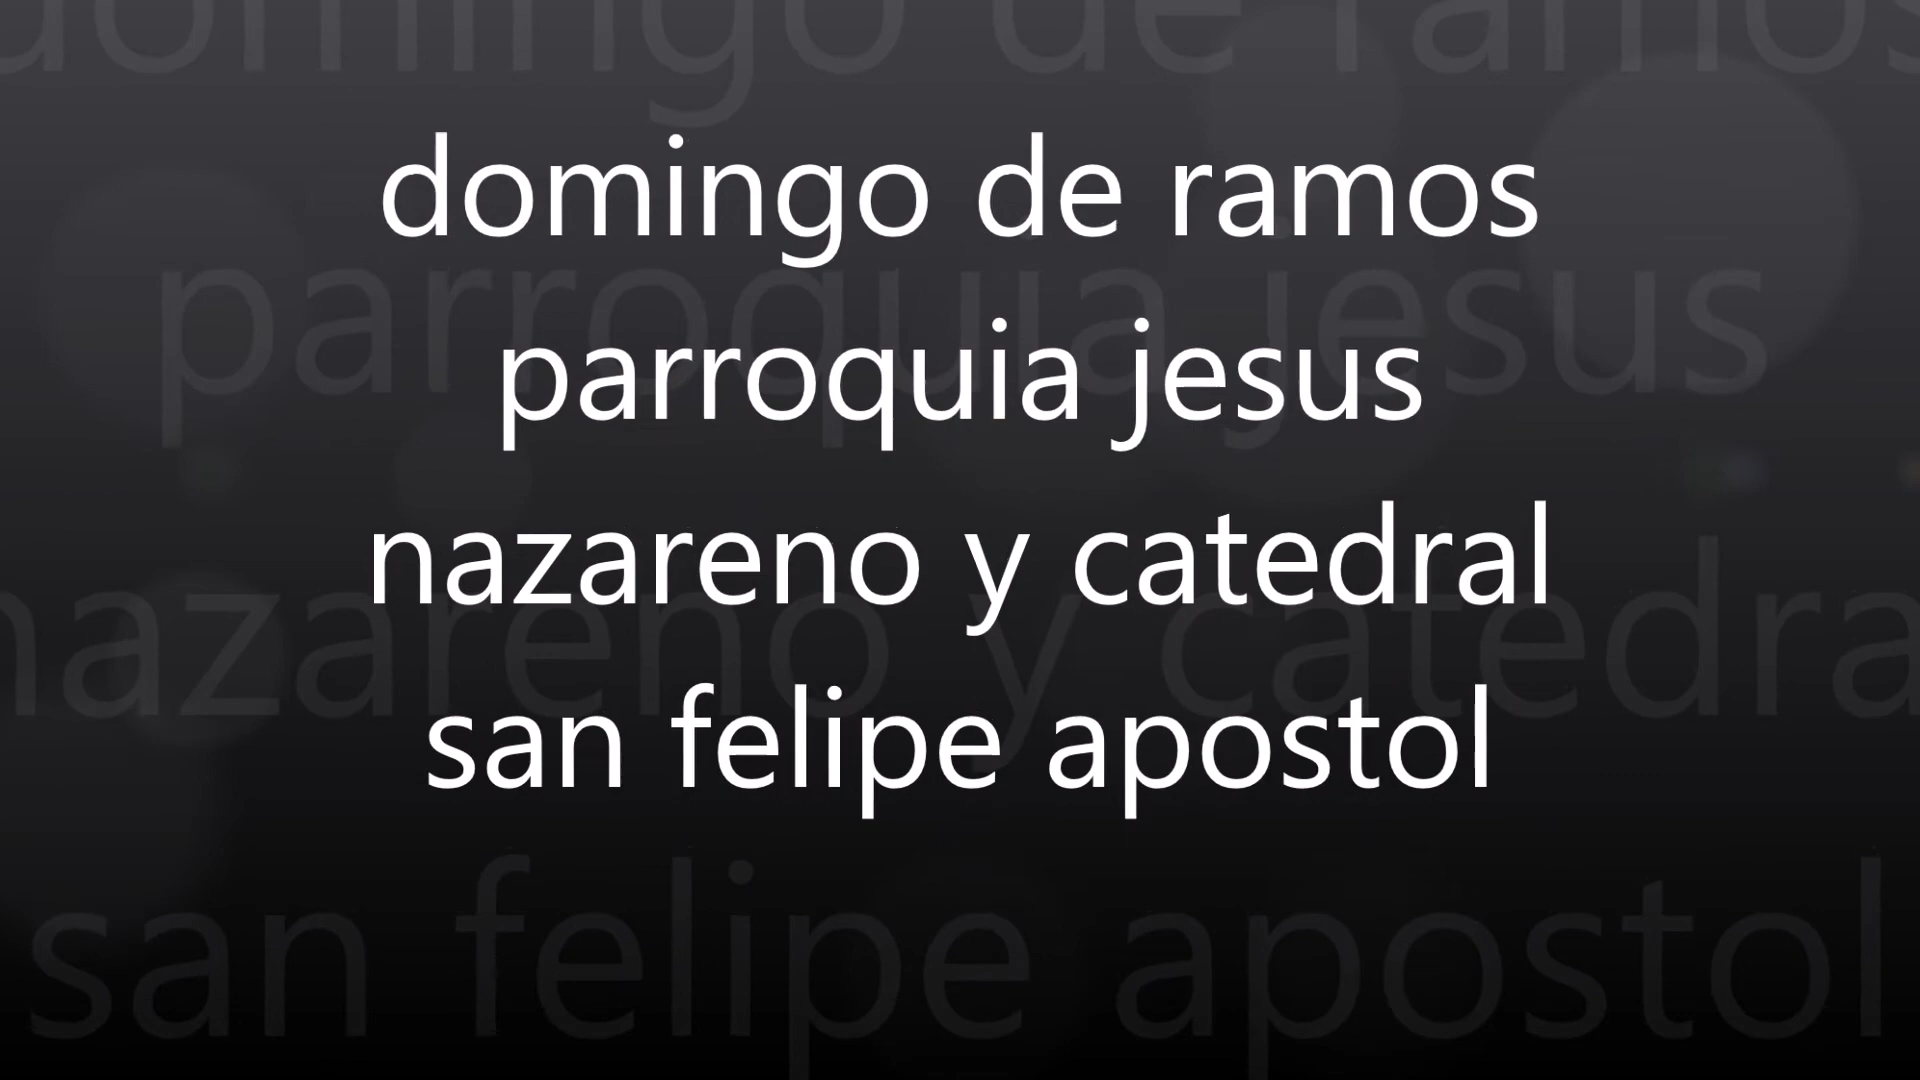 domingo de ramos
parroquia jesus
nazareno y catedral
san felipe apostol